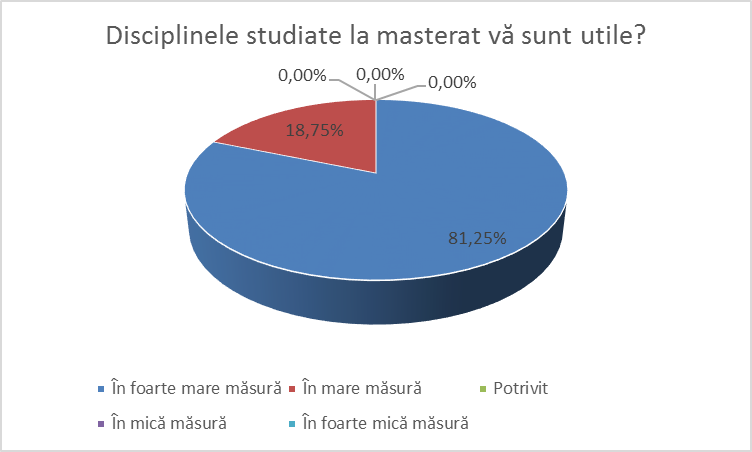 Disciplinele studiate la masterat vă sunt utile?
0,00% 0,00% 0,00%
18,75%
81,25%
În foarte mare măsură În mare măsură Potrivit
În mică măsură În foarte mică măsură